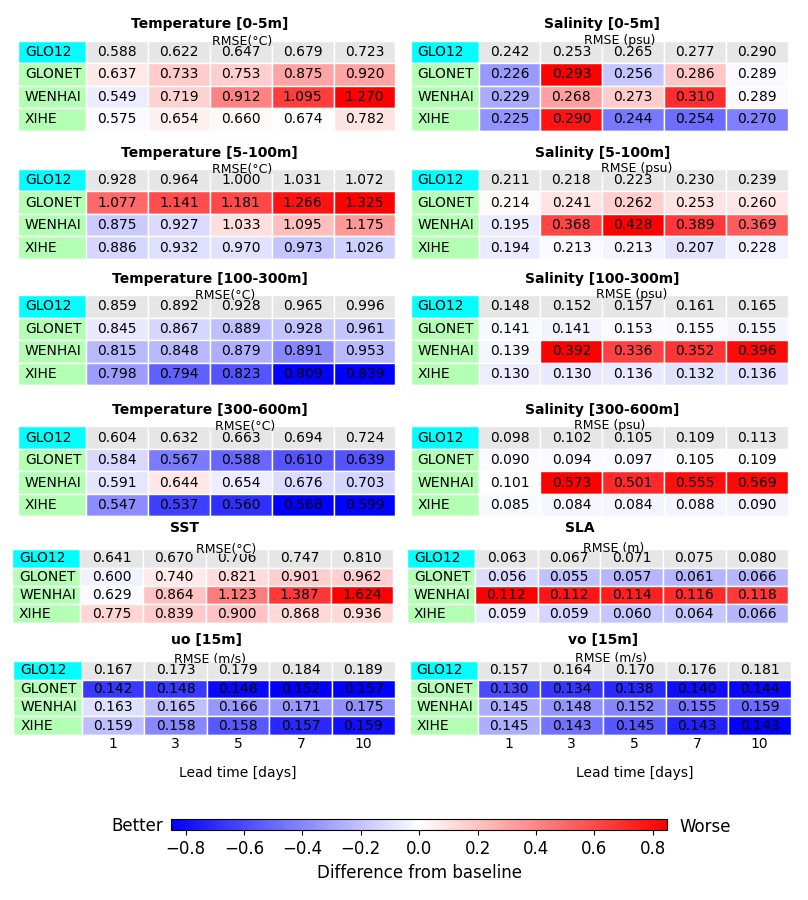 Temperature [0-5m]
RMSE(°C)
GLO12 0.588 0.622 0.647 0.679 0.723
GLONET 0.637 0.733 0.753 0.875 0.920
WENHAI 0.549 0.719 0.912 1.095 1.270
XIHE 0.575 0.654 0.660 0.674 0.782
Salinity [0-5m]
RMSE (psu)
GLO12 0.242 0.253 0.265 0.277 0.290
GLONET 0.226 0.293 0.256 0.286 0.289
WENHAI 0.229 0.268 0.273 0.310 0.289
XIHE 0.225 0.290 0.244 0.254 0.270
Temperature [5-100m]
RMSE(°C)
GLO12 0.928 0.964 1.000 1.031 1.072
GLONET 1.077 1.141 1.181 1.266 1.325
WENHAI 0.875 0.927 1.033 1.095 1.175
XIHE 0.886 0.932 0.970 0.973 1.026
Salinity [5-100m]
RMSE (psu)
GLO12 0.211 0.218 0.223 0.230 0.239
GLONET 0.214 0.241 0.262 0.253 0.260
WENHAI 0.195 0.368 0.428 0.389 0.369
XIHE 0.194 0.213 0.213 0.207 0.228
Temperature [100-300m]
RMSE(°C)
GLO12 0.859 0.892 0.928 0.965 0.996
GLONET 0.845 0.867 0.889 0.928 0.961
WENHAI 0.815 0.848 0.879 0.891 0.953
XIHE 0.798 0.794 0.823 0.809 0.839
Salinity [100-300m]
RMSE (psu)
GLO12 0.148 0.152 0.157 0.161 0.165
GLONET 0.141 0.141 0.153 0.155 0.155
WENHAI 0.139 0.392 0.336 0.352 0.396
XIHE 0.130 0.130 0.136 0.132 0.136
Temperature [300-600m]
RMSE(°C)
GLO12 0.604 0.632 0.663 0.694 0.724
GLONET 0.584 0.567 0.588 0.610 0.639
WENHAI 0.591 0.644 0.654 0.676 0.703
XIHE 0.547 0.537 0.560 0.568 0.599
Salinity [300-600m]
RMSE (psu)
GLO12 0.098 0.102 0.105 0.109 0.113
GLONET 0.090 0.094 0.097 0.105 0.109
WENHAI 0.101 0.573 0.501 0.555 0.569
XIHE 0.085 0.084 0.084 0.088 0.090
SST
RMSE(°C)
GLO12 0.641 0.670 0.706 0.747 0.810
GLONET 0.600 0.740 0.821 0.901 0.962
WENHAI 0.629 0.864 1.123 1.387 1.624
XIHE 0.775 0.839 0.900 0.868 0.936
SLA
RMSE (m)
GLO12 0.063 0.067 0.071 0.075 0.080
GLONET 0.056 0.055 0.057 0.061 0.066
WENHAI 0.112 0.112 0.114 0.116 0.118
XIHE 0.059 0.059 0.060 0.064 0.066
uo [15m]
RMSE (m/s)
GLO12 0.167 0.173 0.179 0.184 0.189
GLONET 0.142 0.148 0.148 0.152 0.157
WENHAI 0.163 0.165 0.166 0.171 0.175
XIHE 0.159 0.158 0.158 0.157 0.159
1 3 5 7 10
Lead time [days]
vo [15m]
RMSE (m/s)
GLO12 0.157 0.164 0.170 0.176 0.181
GLONET 0.130 0.134 0.138 0.140 0.144
WENHAI 0.145 0.148 0.152 0.155 0.159
XIHE 0.145 0.143 0.145 0.143 0.143
1 3 5 7 10
Lead time [days]
Better Worse
−0.8 −0.6 −0.4 −0.2 0.0 0.2 0.4 0.6 0.8
Difference from baseline